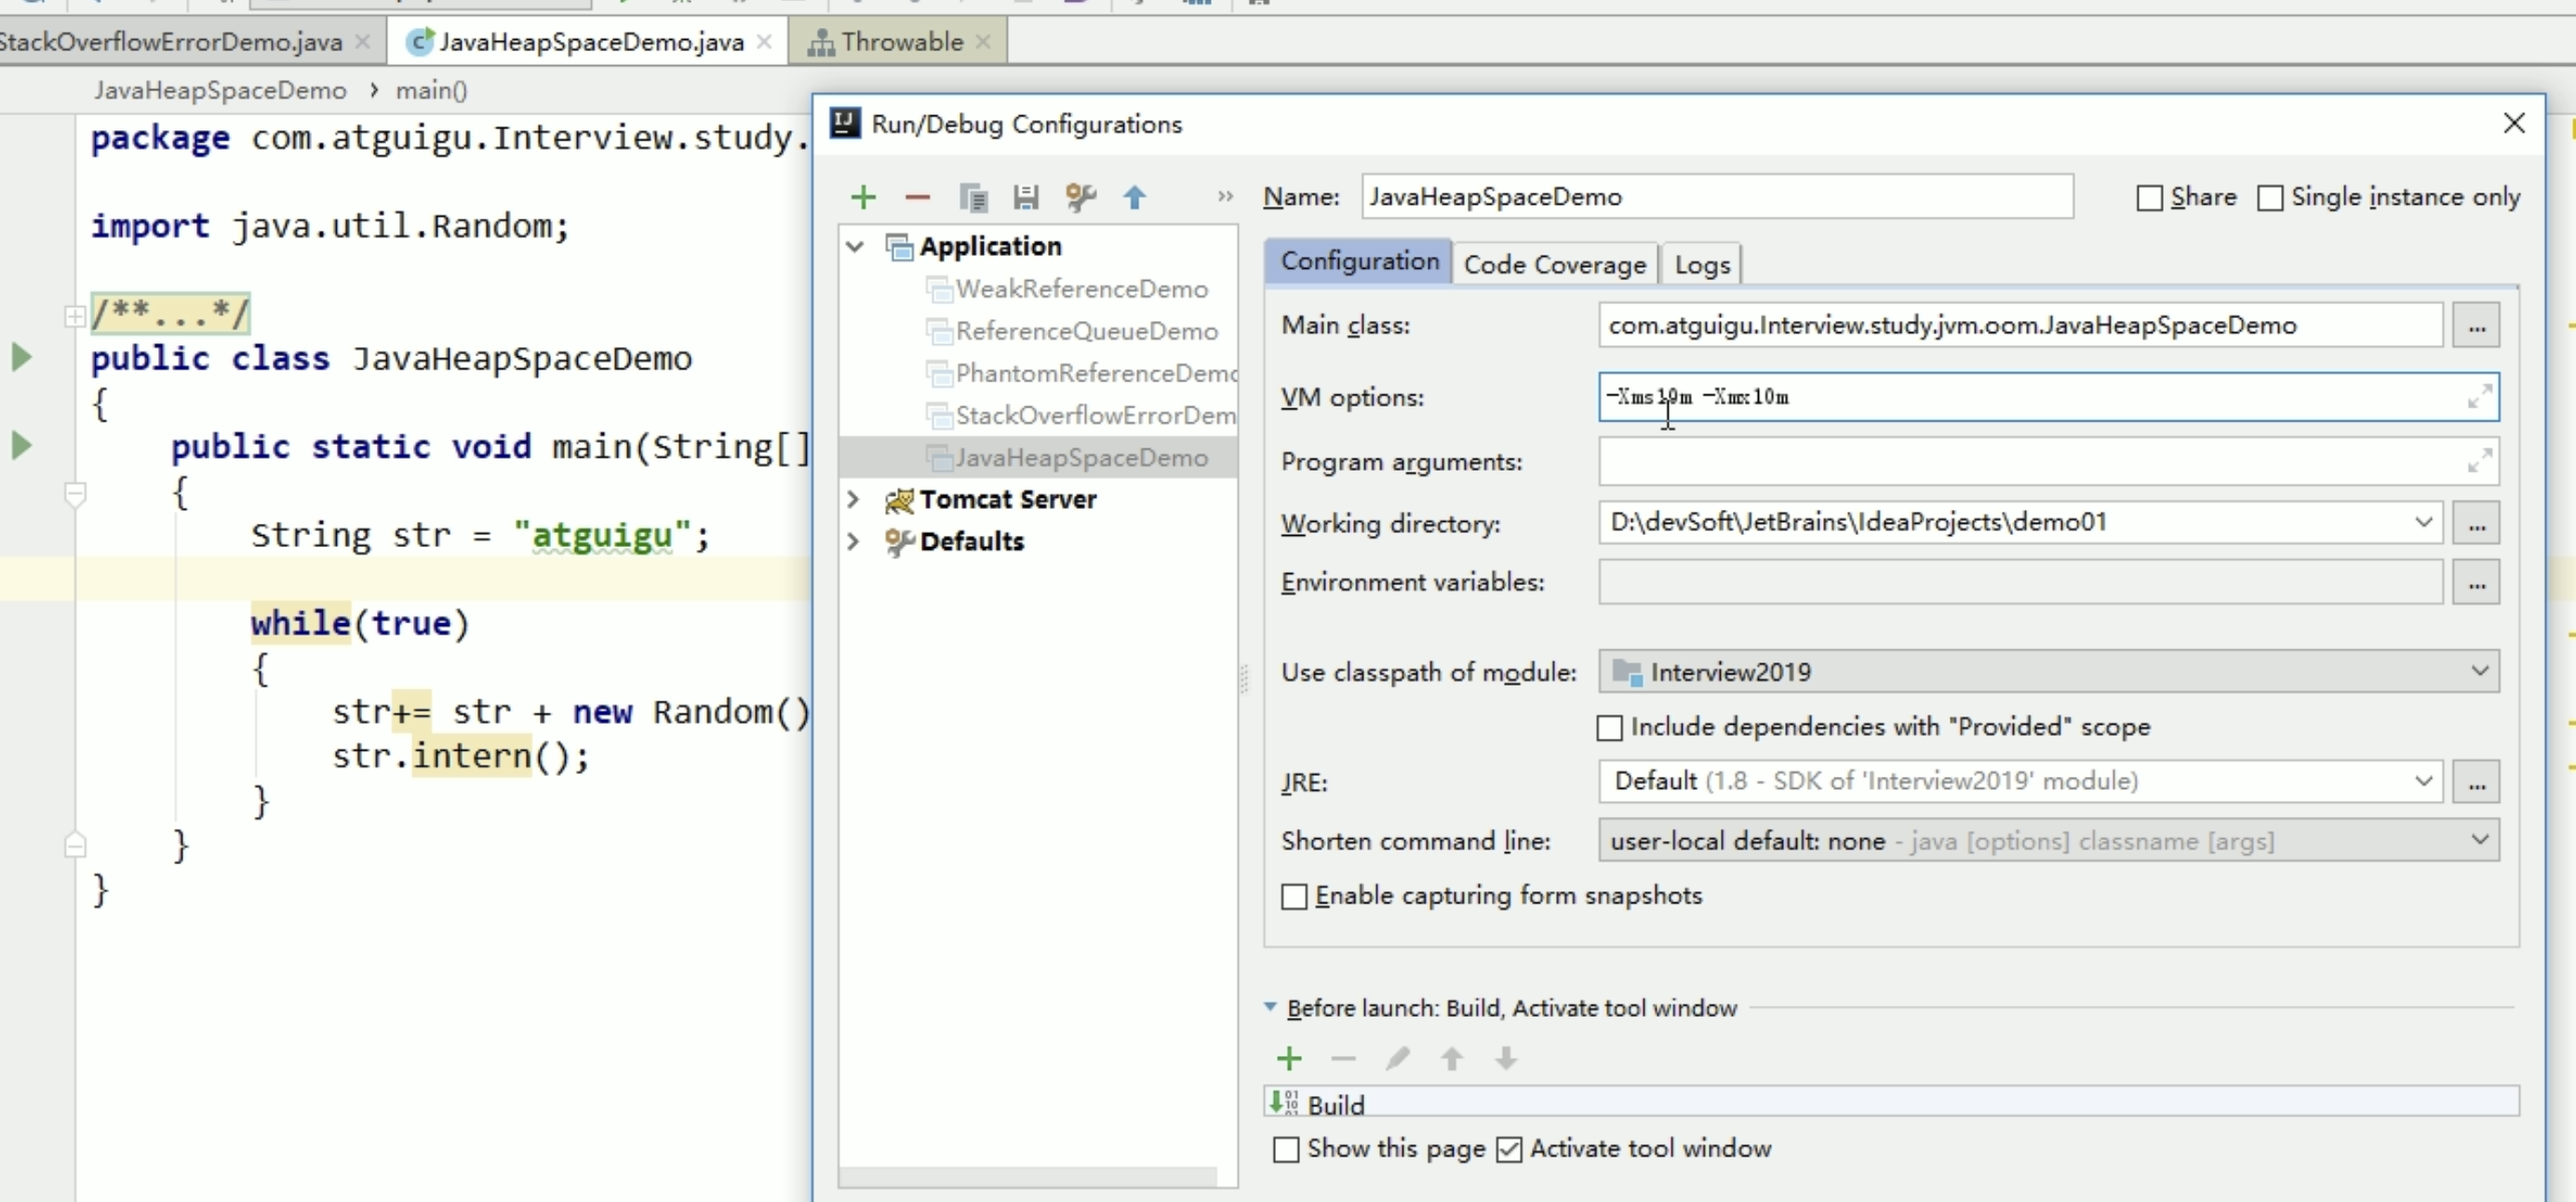 StackOverflowErrorDemo.java
JavaHeapSpaceDemo.java
Throwable
JavaHeapSpaceDemo › main()
package com.atguigu.Interview.study.
import java.util.Random;
/**...*/
public class JavaHeapSpaceDemo
{
public static void main(String[]
{
String str = "atguigu";
while(true)
{
str+= str + new Random()
str.intern();
}
}
}
Run/Debug Configurations
Name: JavaHeapSpaceDemo
Share
Single instance only
Application
WeakReferenceDemo
ReferenceQueueDemo
PhantomReferenceDemo
StackOverflowErrorDem
JavaHeapSpaceDemo
Tomcat Server
Defaults
Configuration
Code Coverage
Logs
Main class: com.atguigu.Interview.study.jvm.oom.JavaHeapSpaceDemo ...
VM options: -Xms10m -Xmx10m
Program arguments:
Working directory: D:\devSoft\JetBrains\IdeaProjects\demo01 ...
Environment variables: ...
Use classpath of module: Interview2019
Include dependencies with "Provided" scope
JRE: Default (1.8 - SDK of 'Interview2019' module) ...
Shorten command line: user-local default: none - java [options] classname [args]
Enable capturing form snapshots
Before launch: Build, Activate tool window
Build
Show this page
Activate tool window